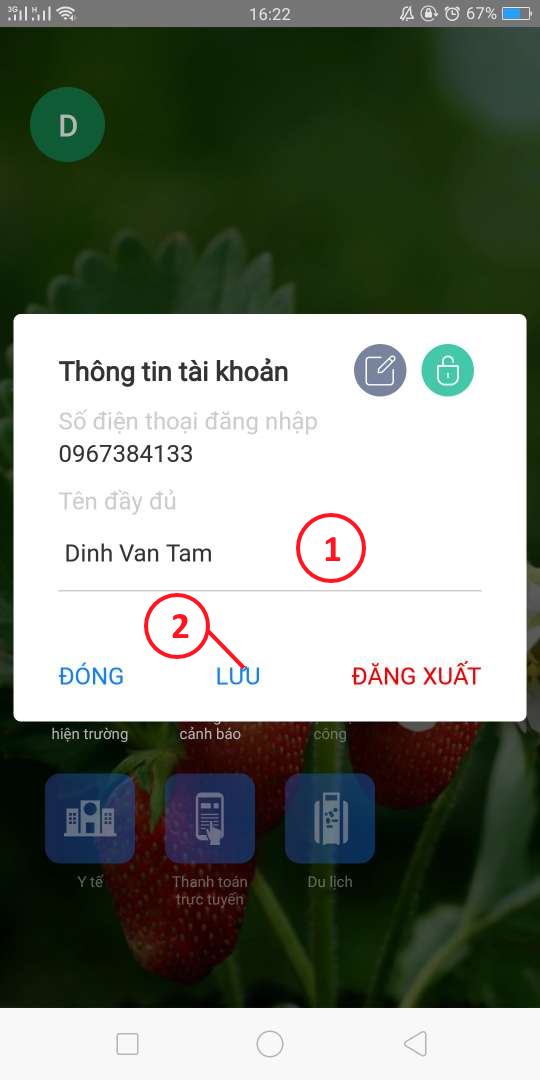 3G H 16:22 67%
D
Thông tin tài khoản
Số điện thoại đăng nhập
0967384133
Tên đầy đủ
Dinh Van Tam
1
2
ĐÓNG LƯU ĐĂNG XUẤT
hiện trường cảnh báo công
Y tế Thanh toán Du lịch
trực tuyến